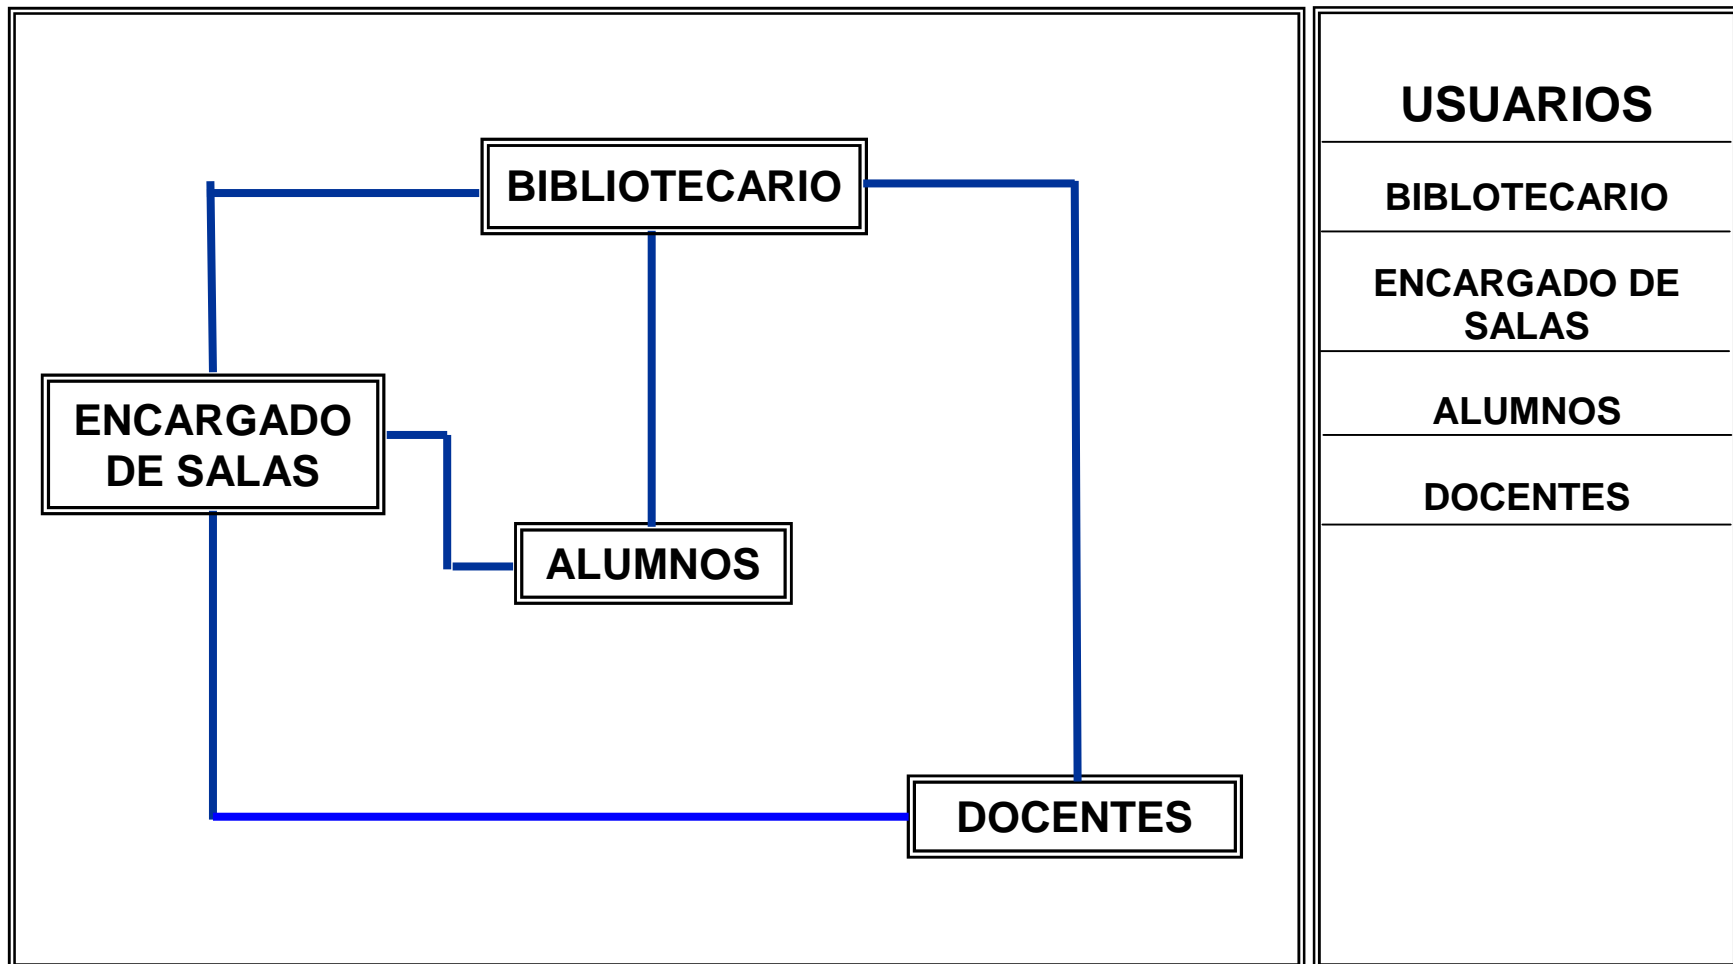 BIBLIOTECARIO
ENCARGADO
DE SALAS
ALUMNOS
DOCENTES
USUARIOS
BIBLOTECARIO
ENCARGADO DE
SALAS
ALUMNOS
DOCENTES